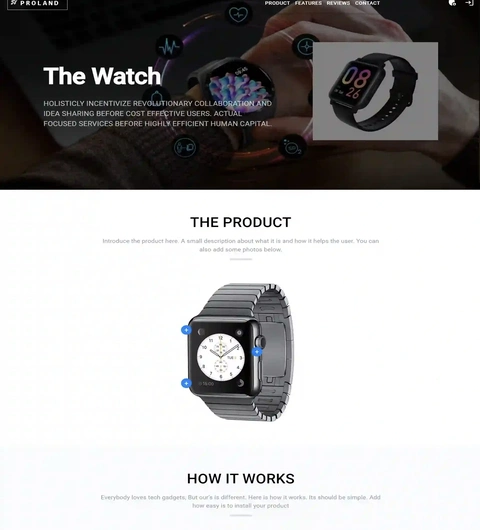 PROLAND
PRODUCT FEATURES REVIEWS CONTACT
The Watch
HOLISTICLY INCENTIVIZE REVOLUTIONARY COLLABORATION AND
IDEA SHARING BEFORE COST EFFECTIVE USERS. ACTUAL
FOCUSED SERVICES BEFORE HIGHLY EFFICIENT HUMAN CAPITAL.
08
26
THE PRODUCT
Introduce the product here. A small description about what it is and how it helps the user. You can
also add some photos below.
HOW IT WORKS
Everybody loves tech gadgets. But our's is different. Here is how it works. Its should be simple. Add
how easy is to install your product